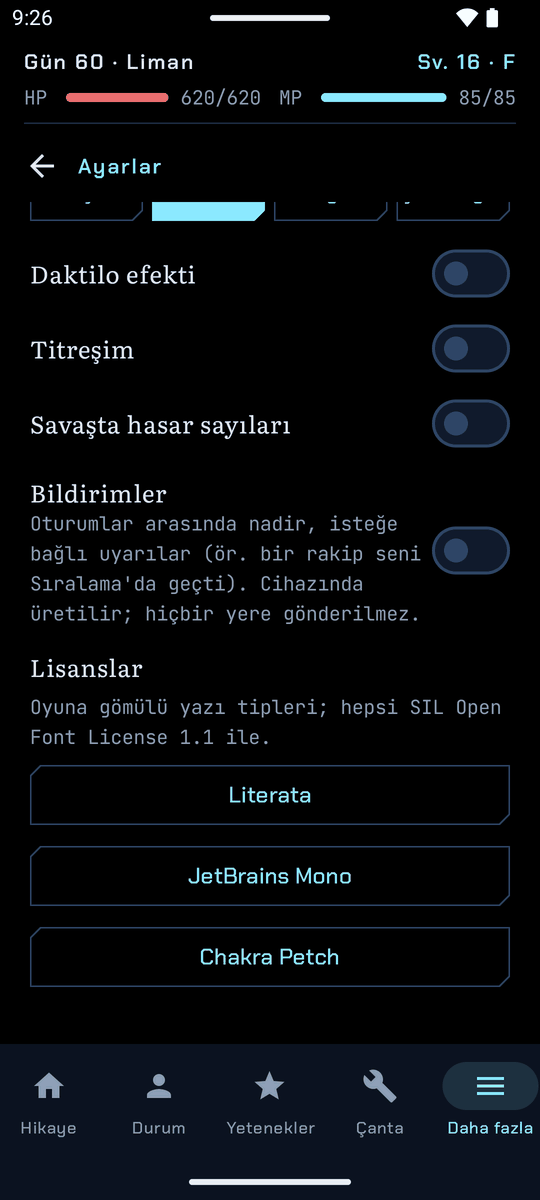 9:26
Gün 60 · Liman
Sv. 16 · F
HP 620/620 MP 85/85
Ayarlar
Daktilo efekti
Titreşim
Savaşta hasar sayıları
Bildirimler
Oturumlar arasında nadir, isteğe
bağlı uyarılar (ör. bir rakip seni
Sıralama'da geçti). Cihazında
üretilir; hiçbir yere gönderilmez.
Lisanslar
Oyuna gömülü yazı tipleri; hepsi SIL Open
Font License 1.1 ile.
Literata
JetBrains Mono
Chakra Petch
Hikaye
Durum
Yetenekler
Çanta
Daha fazla